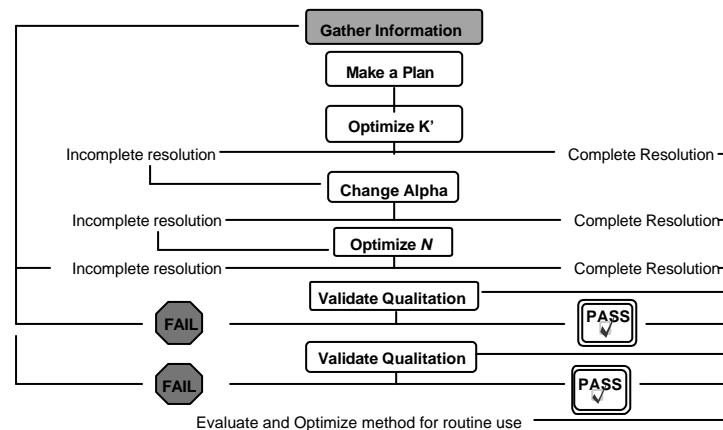 Gather Information
Make a Plan
Optimize K’
Incomplete resolution
Complete Resolution
Change Alpha
Incomplete resolution
Complete Resolution
Optimize N
Incomplete resolution
Complete Resolution
Validate Qualitation
FAIL
PASS
Validate Qualitation
FAIL
PASS
Evaluate and Optimize method for routine use